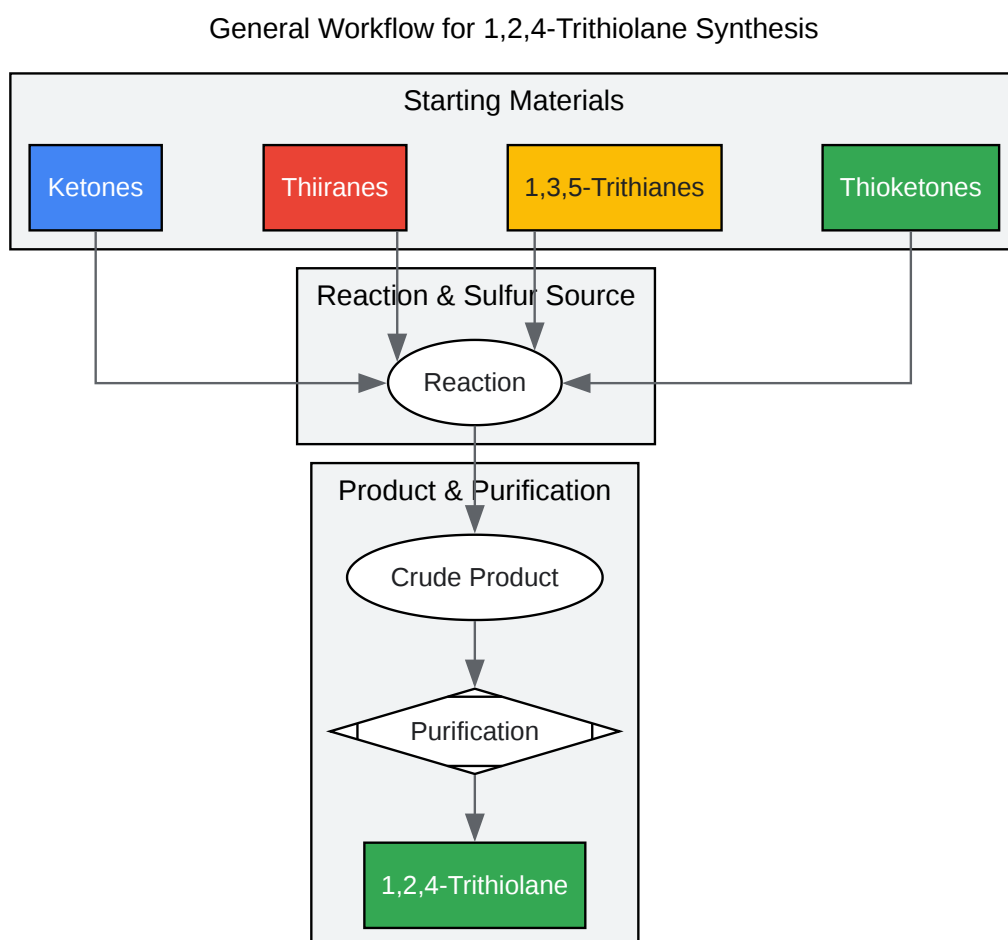 General Workflow for 1,2,4-Trithiolane Synthesis
Starting Materials
Ketones
Thiiranes
1,3,5-Trithianes
Thioketones
Reaction & Sulfur Source
Reaction
Product & Purification
Crude Product
Purification
1,2,4-Trithiolane